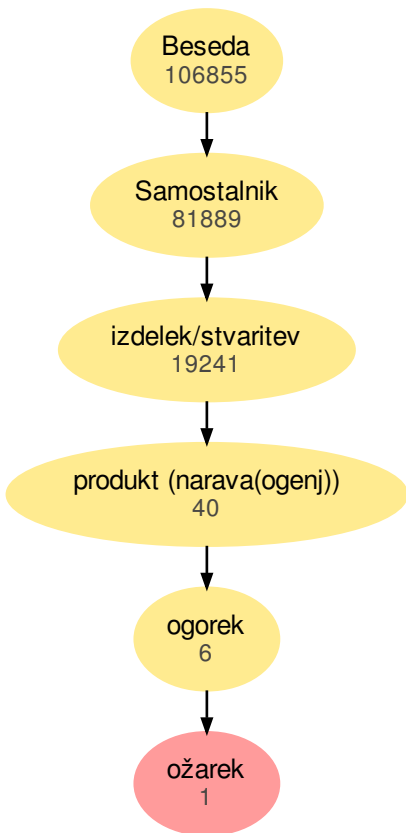 Beseda
106855
Samostalnik
81889
izdelek/stvaritev
19241
produkt (narava(ogenj))
40
ogorek
6
ožarek
1